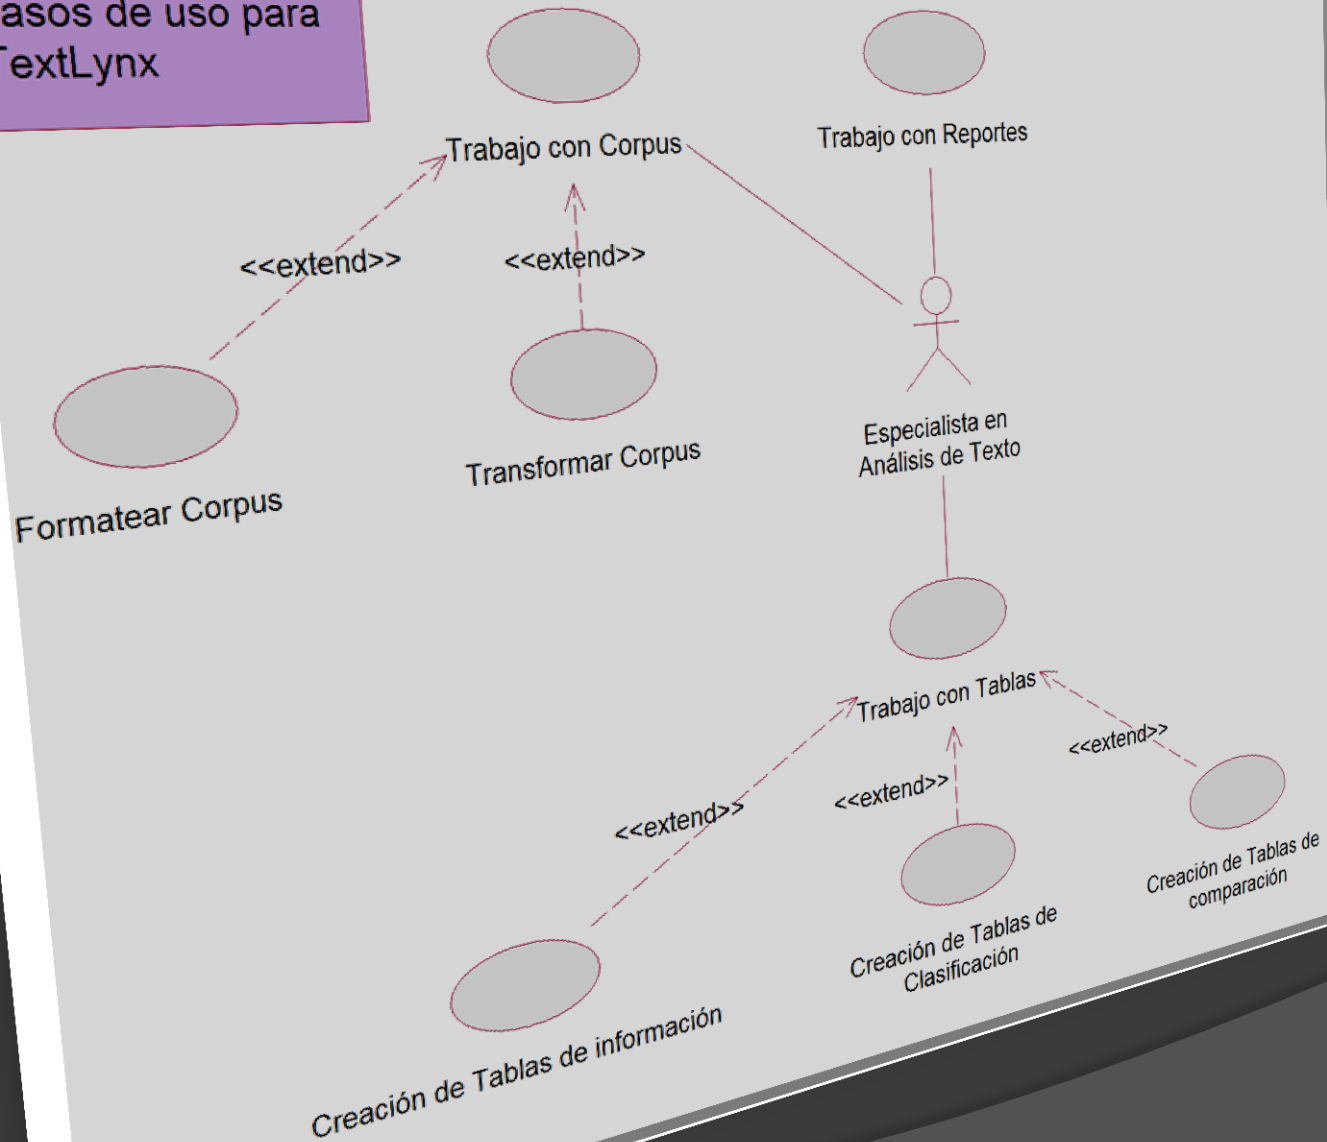 asos de uso para
TextLynx
Trabajo con Corpus
Trabajo con Reportes
<<extend>>
<<extend>>
Especialista en
Análisis de Texto
Transformar Corpus
Formatear Corpus
Trabajo con Tablas
<<extend>>
<<extend>>
<<extend>>
Creación de Tablas de
comparación
Creación de Tablas de
Clasificación
Creación de Tablas de información